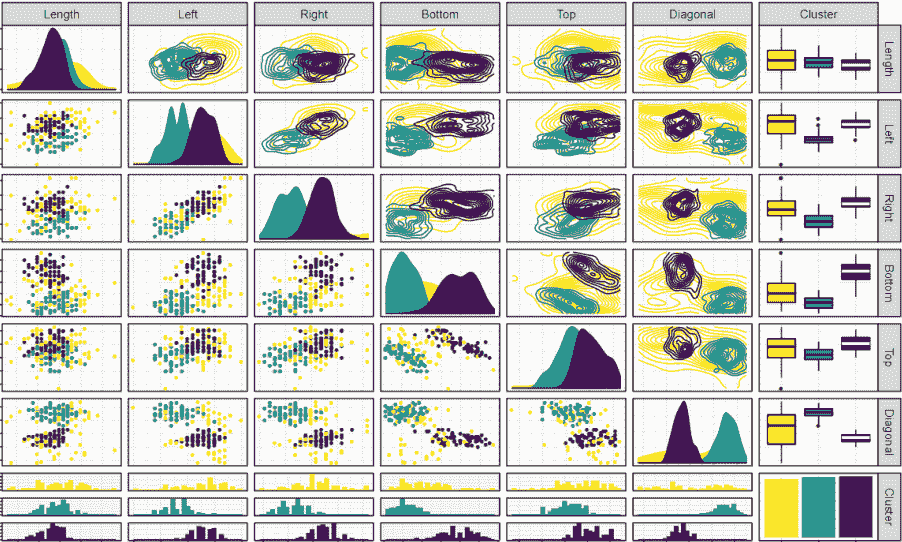 Length Left Right Bottom Top Diagonal Cluster
Length
Left
Right
Bottom
Top
Diagonal
Cluster